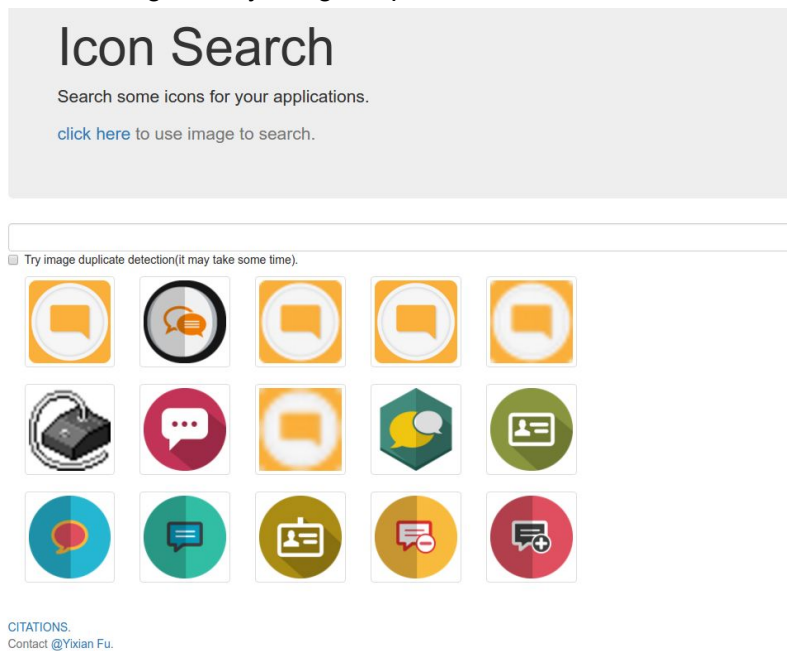 Icon Search
Search some icons for your applications.
click here to use image to search.
Try image duplicate detection(it may take some time).
CITATIONS.
Contact @Yixian Fu.